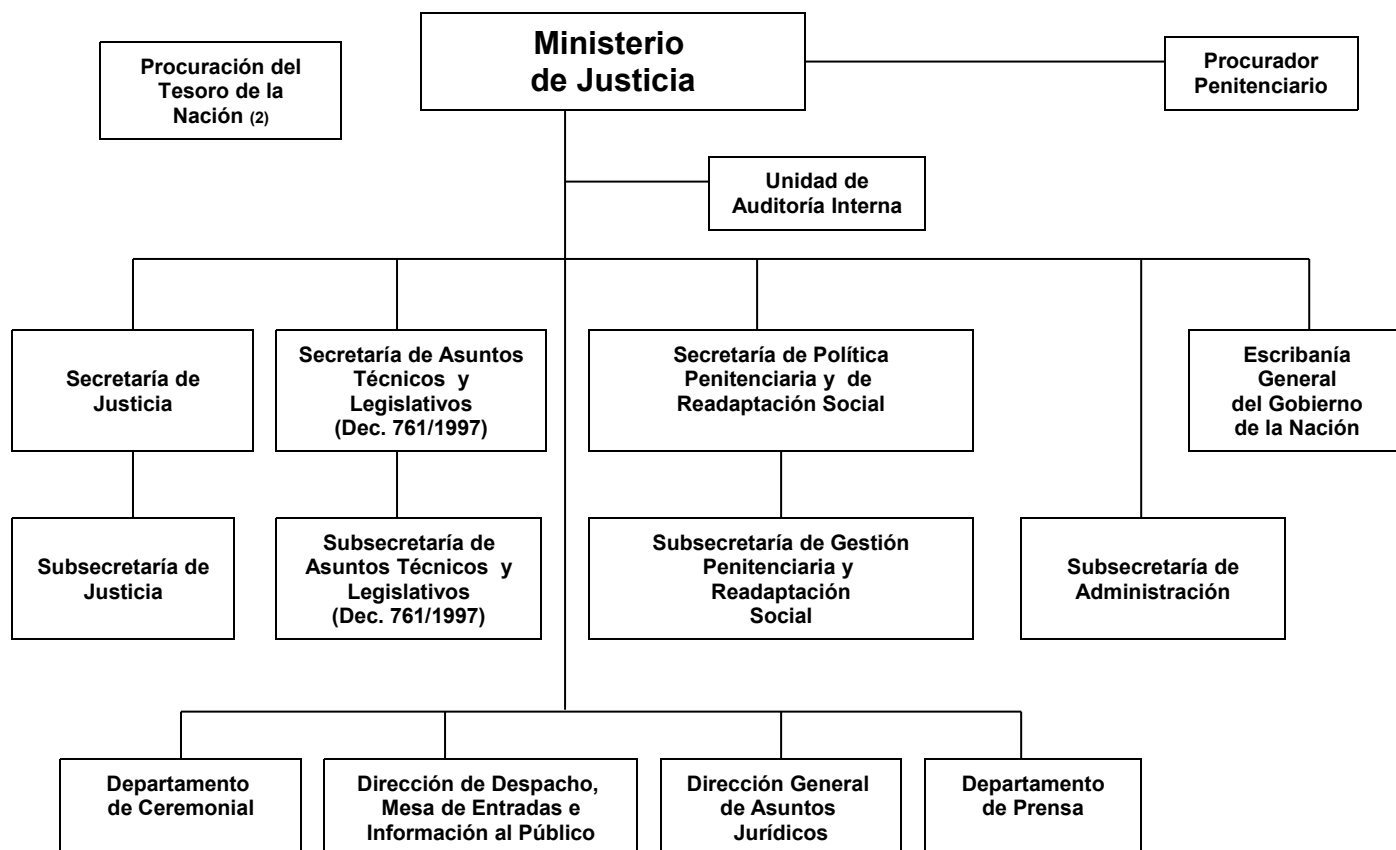 Ministerio
de Justicia
Procuración del
Tesoro de la
Nación (2)
Procurador
Penitenciario
Unidad de
Auditoría Interna
Secretaría de
Justicia
Secretaría de Asuntos
Técnicos y
Legislativos
(Dec. 761/1997)
Secretaría de Política
Penitenciaria y de
Readaptación Social
Escribanía
General
del Gobierno
de la Nación
Subsecretaría de
Justicia
Subsecretaría de
Asuntos Técnicos y
Legislativos
(Dec. 761/1997)
Subsecretaría de Gestión
Penitenciaria y
Readaptación
Social
Subsecretaría de
Administración
Departamento
de Ceremonial
Dirección de Despacho,
Mesa de Entradas e
Información al Público
Dirección General
de Asuntos
Jurídicos
Departamento
de Prensa